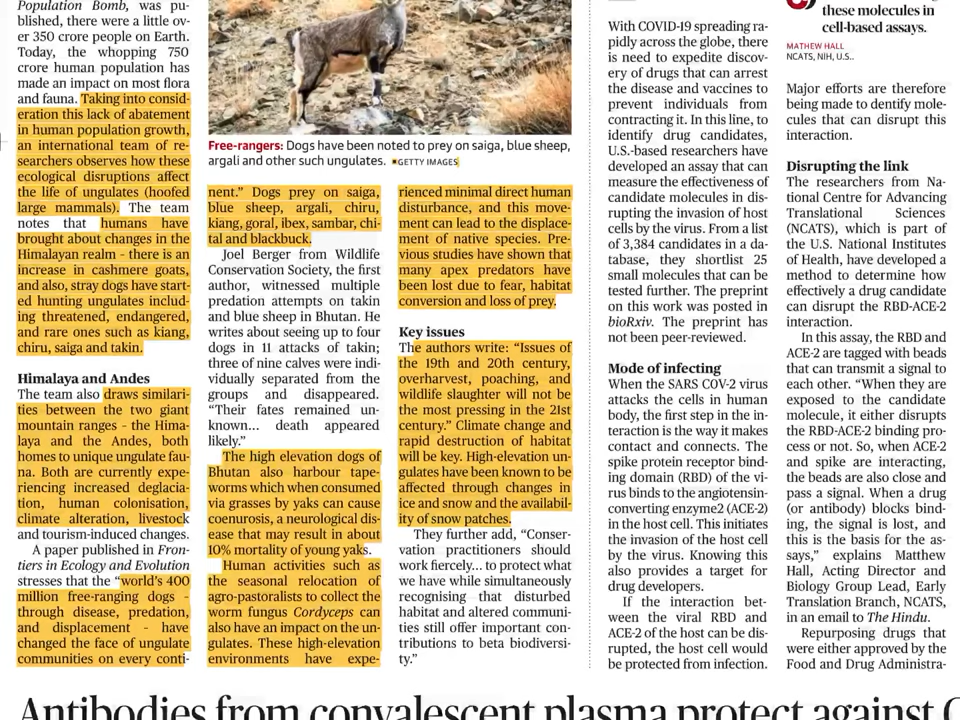 Population Bomb, was pu-
blished, there were a little ov-
er 350 crore people on Earth.
Today, the whopping 750
crore human population has
made an impact on most flora
and fauna. Taking into consid-
eration this lack of abatement
in human population growth,
an international team of re-
searchers observes how these
ecological disruptions affect
the life of ungulates (hoofed
large mammals). The team
notes that humans have
brought about changes in the
Himalayan realm - there is an
increase in cashmere goats,
and also, stray dogs have start-
ed hunting ungulates includ-
ing threatened, endangered,
and rare ones such as kiang,
chiru, saiga and takin.
Himalaya and Andes
The team also draws similari-
ties between the two giant
mountain ranges - the Hima-
laya and the Andes, both
homes to unique ungulate fau-
na. Both are currently expe-
riencing increased deglacia-
tion, human colonisation,
climate alteration, livestock
and tourism-induced changes.
A paper published in Fron-
tiers in Ecology and Evolution
stresses that the “world's 400
million free-ranging dogs -
through disease, predation,
and displacement - have
changed the face of ungulate
communities on every conti-
Free-rangers: Dogs have been noted to prey on saiga, blue sheep,
argali and other such ungulates. ▪GETTY IMAGES
nent.” Dogs prey on saiga,
blue sheep, argali, chiru,
kiang, goral, ibex, sambar, chi-
tal and blackbuck.
Joel Berger from Wildlife
Conservation Society, the first
author, witnessed multiple
predation attempts on takin
and blue sheep in Bhutan. He
writes about seeing up to four
dogs in 11 attacks of takin;
three of nine calves were indi-
vidually separated from the
groups and disappeared.
“Their fates remained un-
known... death appeared
likely.”
The high elevation dogs of
Bhutan also harbour tape-
worms which when consumed
via grasses by yaks can cause
coenurosis, a neurological dis-
ease that may result in about
10% mortality of young yaks.
Human activities such as
the seasonal relocation of
agro-pastoralists to collect the
worm fungus Cordyceps can
also have an impact on the un-
gulates. These high-elevation
environments have expe-
rienced minimal direct human
disturbance, and this move-
ment can lead to the displace-
ment of native species. Pre-
vious studies have shown that
many apex predators have
been lost due to fear, habitat
conversion and loss of prey.
Key issues
The authors write: “Issues of
the 19th and 20th century,
overharvest, poaching, and
wildlife slaughter will not be
the most pressing in the 21st
century.” Climate change and
rapid destruction of habitat
will be key. High-elevation un-
gulates have been known to be
affected through changes in
ice and snow and the availabil-
ity of snow patches.
They further add, “Conser-
vation practitioners should
work fiercely... to protect what
we have while simultaneously
recognising that disturbed
habitat and altered communi-
ties still offer important con-
tributions to beta biodiversi-
ty.”
With COVID-19 spreading ra-
pidly across the globe, there
is need to expedite discov-
ery of drugs that can arrest
the disease and vaccines to
prevent individuals from
contracting it. In this line, to
identify drug candidates,
U.S.-based researchers have
developed an assay that can
measure the effectiveness of
candidate molecules in dis-
rupting the invasion of host
cells by the virus. From a list
of 3,384 candidates in a da-
tabase, they shortlist 25
small molecules that can be
tested further. The preprint
on this work was posted in
bioRxiv. The preprint has
not been peer-reviewed.
Mode of infecting
When the SARS COV-2 virus
attacks the cells in human
body, the first step in the in-
teraction is the way it makes
contact and connects. The
spike protein receptor bind-
ing domain (RBD) of the vi-
rus binds to the angiotensin-
converting enzyme2 (ACE-2)
in the host cell. This initiates
the invasion of the host cell
by the virus. Knowing this
also provides a target for
drug developers.
If the interaction bet-
ween the viral RBD and
ACE-2 of the host can be dis-
rupted, the host cell would
be protected from infection.
these molecules in
cell-based assays.
MATHEW HALL
NCATS, NIH, U.S..
Major efforts are therefore
being made to dentify mole-
cules that can disrupt this
interaction.
Disrupting the link
The researchers from Na-
tional Centre for Advancing
Translational Sciences
(NCATS), which is part of
the U.S. National Institutes
of Health, have developed a
method to determine how
effectively a drug candidate
can disrupt the RBD-ACE-2
interaction.
In this assay, the RBD and
ACE-2 are tagged with beads
that can transmit a signal to
each other. “When they are
exposed to the candidate
molecule, it either disrupts
the RBD-ACE-2 binding pro-
cess or not. So, when ACE-2
and spike are interacting,
the beads are also close and
pass a signal. When a drug
(or antibody) blocks bind-
ing, the signal is lost, and
this is the basis for the as-
says,” explains Matthew
Hall, Acting Director and
Biology Group Lead, Early
Translation Branch, NCATS,
in an email to The Hindu.
Repurposing drugs that
were either approved by the
Food and Drug Administra-
Antibodies from convalescent plasma protect against